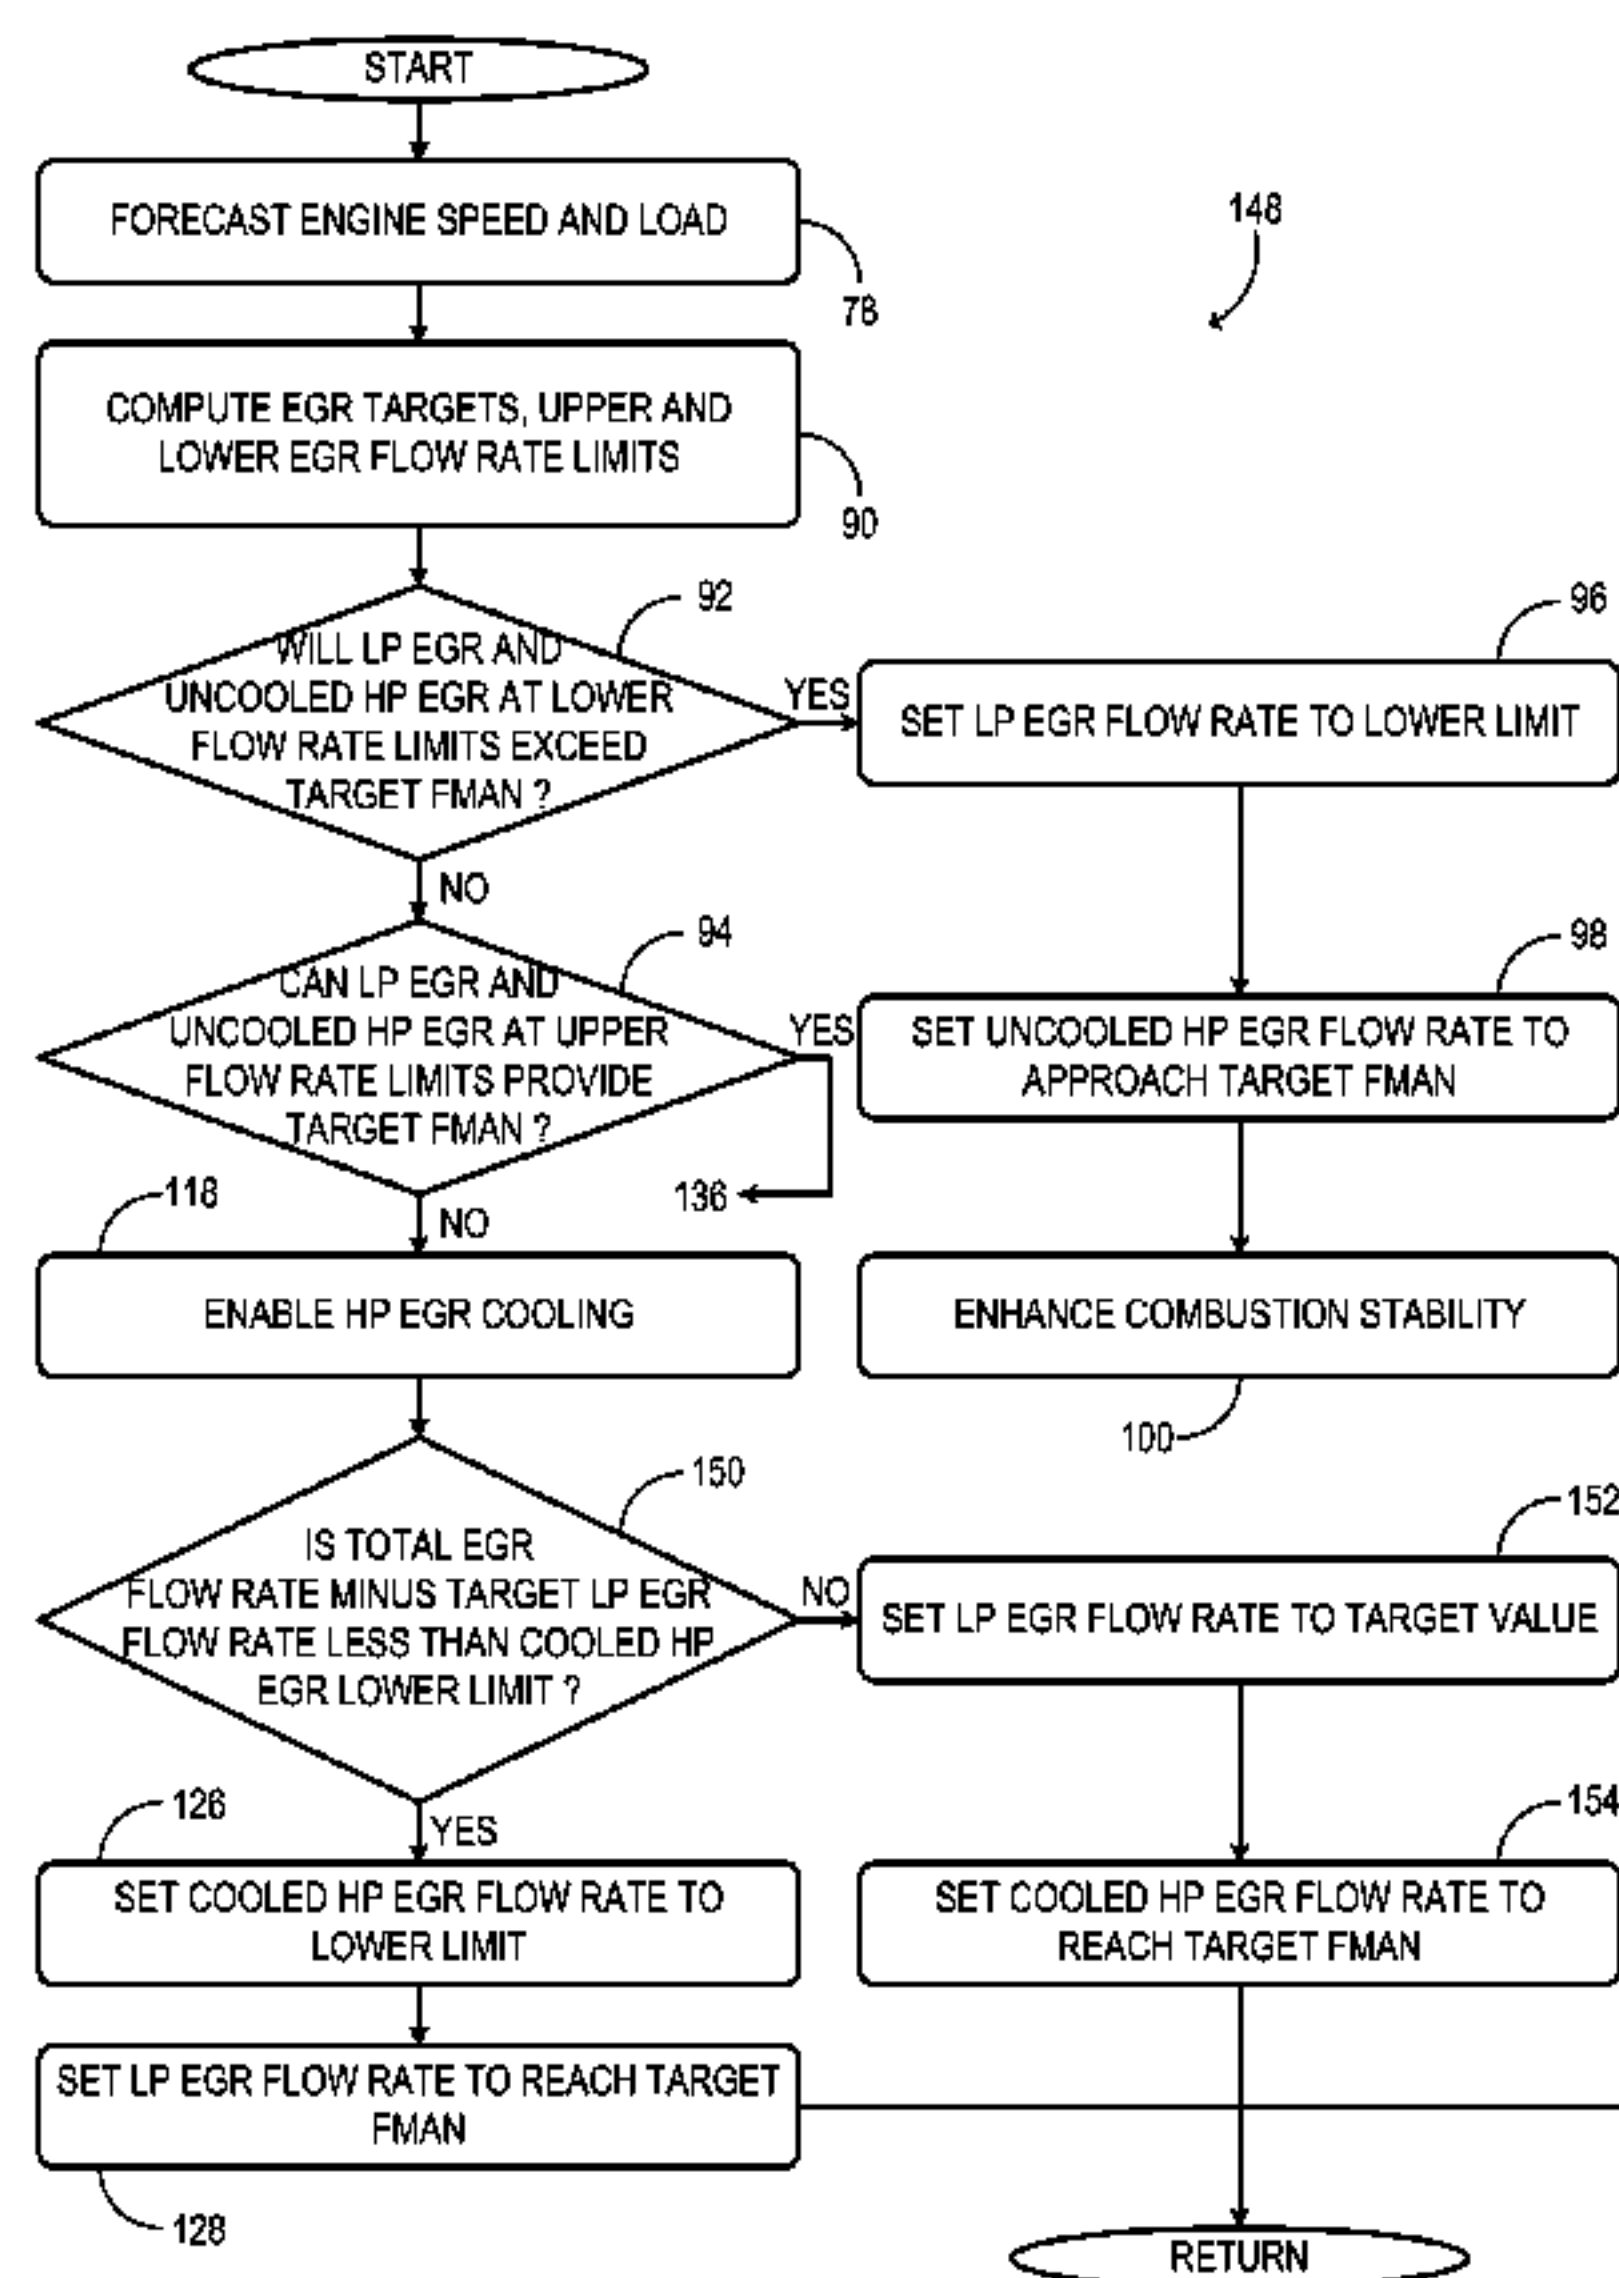 START
FORECAST ENGINE SPEED AND LOAD
78
148
COMPUTE EGR TARGETS, UPPER AND
LOWER EGR FLOW RATE LIMITS
90
WILL LP EGR AND
UNCOOLED HP EGR AT LOWER
FLOW RATE LIMITS EXCEED
TARGET FMAN ?
92
YES
NO
SET LP EGR FLOW RATE TO LOWER LIMIT
96
CAN LP EGR AND
UNCOOLED HP EGR AT UPPER
FLOW RATE LIMITS PROVIDE
TARGET FMAN ?
94
YES
136
NO
SET UNCOOLED HP EGR FLOW RATE TO
APPROACH TARGET FMAN
98
118
ENABLE HP EGR COOLING
ENHANCE COMBUSTION STABILITY
100
IS TOTAL EGR
FLOW RATE MINUS TARGET LP EGR
FLOW RATE LESS THAN COOLED HP
EGR LOWER LIMIT ?
150
NO
YES
SET LP EGR FLOW RATE TO TARGET VALUE
152
126
SET COOLED HP EGR FLOW RATE TO
LOWER LIMIT
SET COOLED HP EGR FLOW RATE TO
REACH TARGET FMAN
154
SET LP EGR FLOW RATE TO REACH TARGET
FMAN
128
RETURN